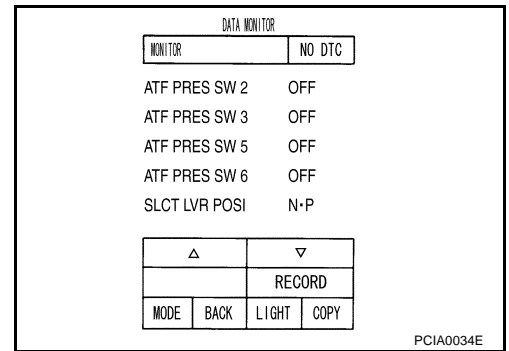 DATA MONITOR
MONITOR NO DTC
ATF PRES SW 2 OFF
ATF PRES SW 3 OFF
ATF PRES SW 5 OFF
ATF PRES SW 6 OFF
SLCT LVR POSI N·P
△ ▽
RECORD
MODE BACK LIGHT COPY
PCIA0034E